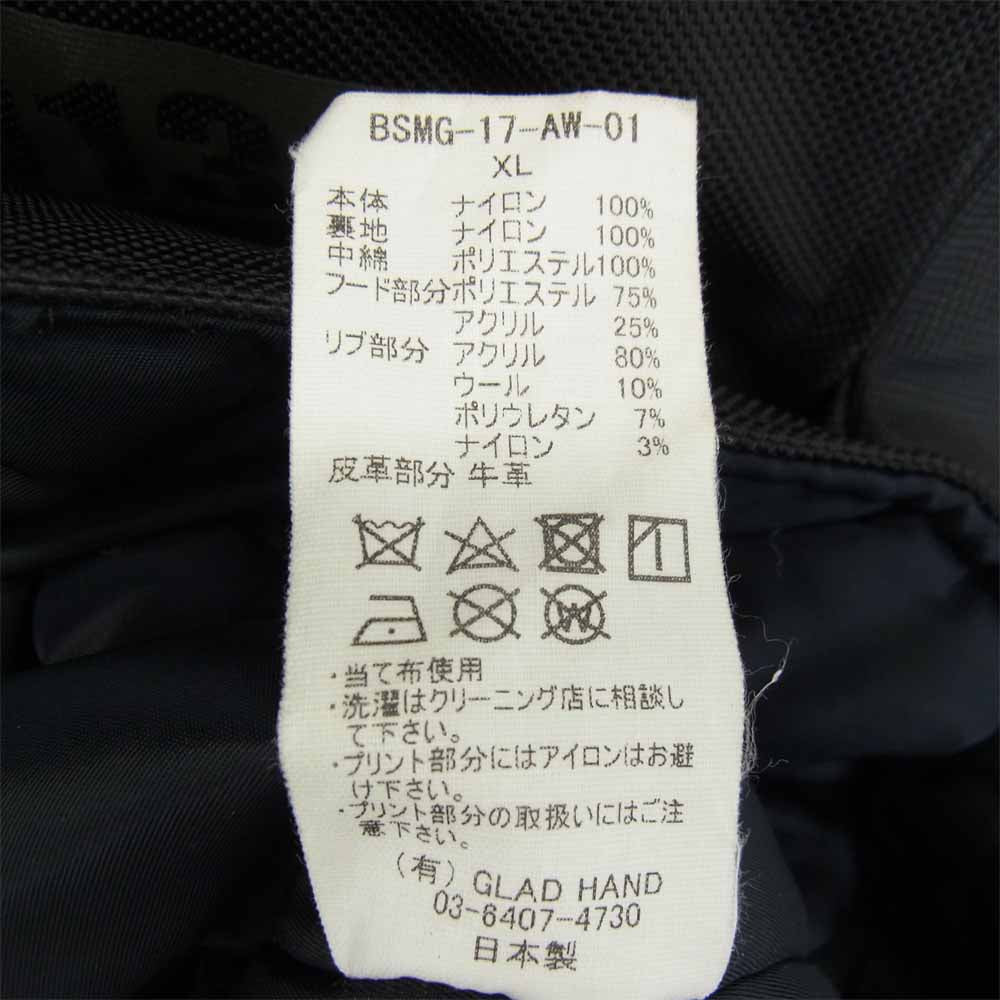 BSMG-17-AW-01
XL
本体 ナイロン 100%
裏地 ナイロン 100%
中綿 ポリエステル100%
フード部分ポリエステル 75%
アクリル 25%
リブ部分 アクリル 80%
ウール 10%
ポリウレタン 7%
ナイロン 3%
皮革部分 牛革
W
・当て布使用
・洗濯はクリーニング店に相談し
て下さい。
・プリント部分にはアイロンはお避
け下さい。
・プリント部分の取扱いにはご注
意下さい。
(有) GLAD HAND
03-6407-4730
日本製